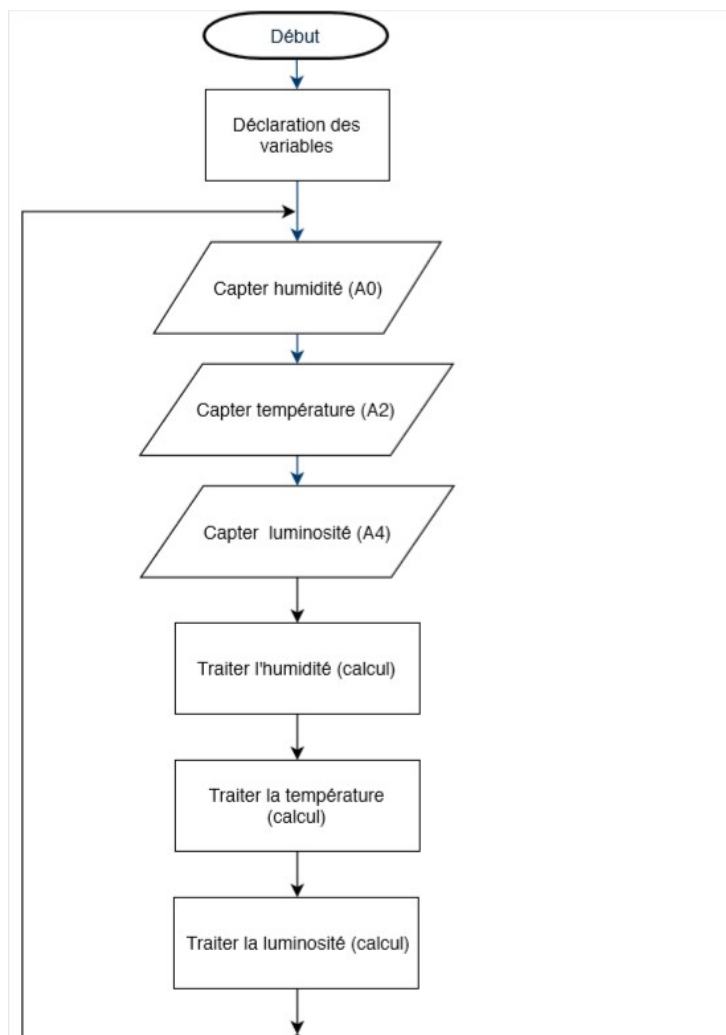 Début
Déclaration des
variables
Capter humidité (A0)
Capter température (A2)
Capter luminosité (A4)
Traiter l'humidité (calcul)
Traiter la température
(calcul)
Traiter la luminosité (calcul)